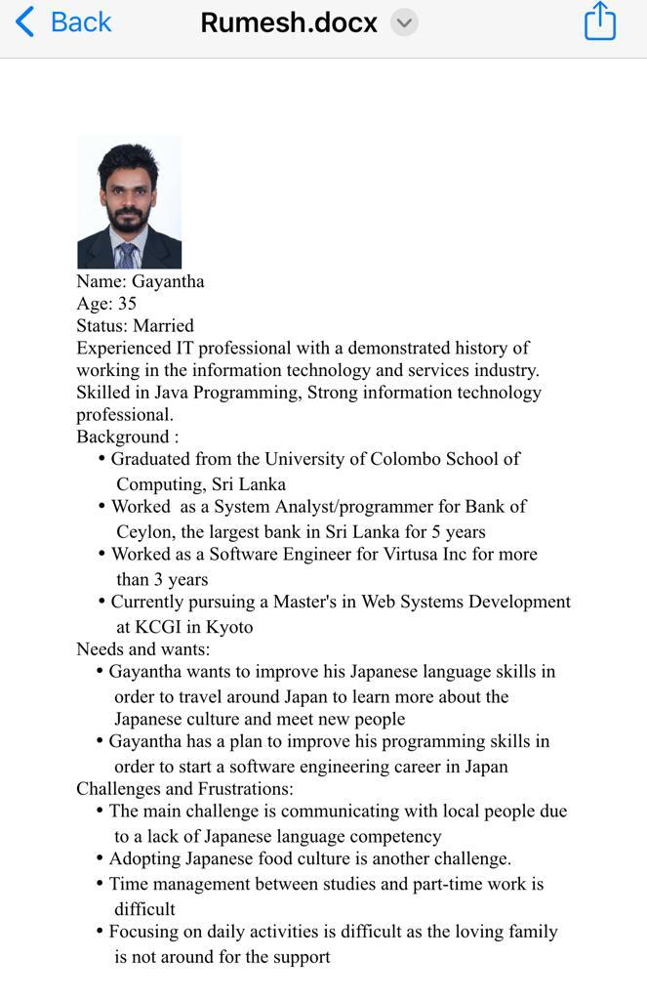 Back
Rumesh.docx
Name: Gayantha
Age: 35
Status: Married
Experienced IT professional with a demonstrated history of
working in the information technology and services industry.
Skilled in Java Programming, Strong information technology
professional.
Background :
• Graduated from the University of Colombo School of
Computing, Sri Lanka
• Worked  as a System Analyst/programmer for Bank of
Ceylon, the largest bank in Sri Lanka for 5 years
• Worked as a Software Engineer for Virtusa Inc for more
than 3 years
• Currently pursuing a Master's in Web Systems Development
at KCGI in Kyoto
Needs and wants:
• Gayantha wants to improve his Japanese language skills in
order to travel around Japan to learn more about the
Japanese culture and meet new people
• Gayantha has a plan to improve his programming skills in
order to start a software engineering career in Japan
Challenges and Frustrations:
• The main challenge is communicating with local people due
to a lack of Japanese language competency
• Adopting Japanese food culture is another challenge.
• Time management between studies and part-time work is
difficult
• Focusing on daily activities is difficult as the loving family
is not around for the support